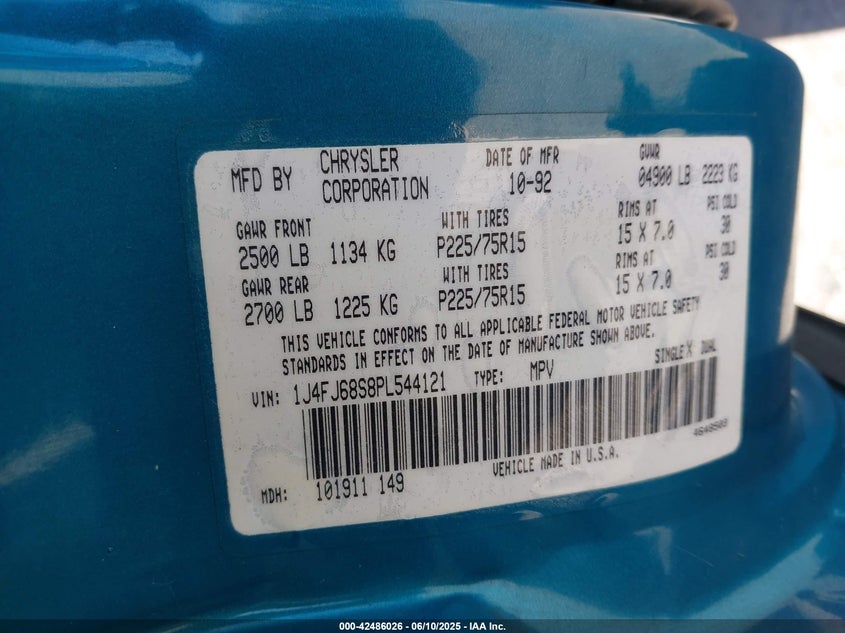 MFD BY CHRYSLER CORPORATION DATE OF MFR 10-92 GVWR 04900 LB 2223 KG
GAWR FRONT WITH TIRES RIMS AT PSI COLD
2500 LB 1134 KG P225/75R15 15 X 7.0 30
GAWR REAR WITH TIRES RIMS AT PSI COLD
2700 LB 1225 KG P225/75R15 15 X 7.0 30
THIS VEHICLE CONFORMS TO ALL APPLICABLE FEDERAL MOTOR VEHICLE SAFETY
STANDARDS IN EFFECT ON THE DATE OF MANUFACTURE SHOWN ABOVE.
VIN: 1J4FJ68S8PL544121 TYPE: MPV SINGLE X DUAL
4648503
VEHICLE MADE IN U.S.A.
MDH: 101911 149
000-42486026 - 06/10/2025 - IAA Inc.